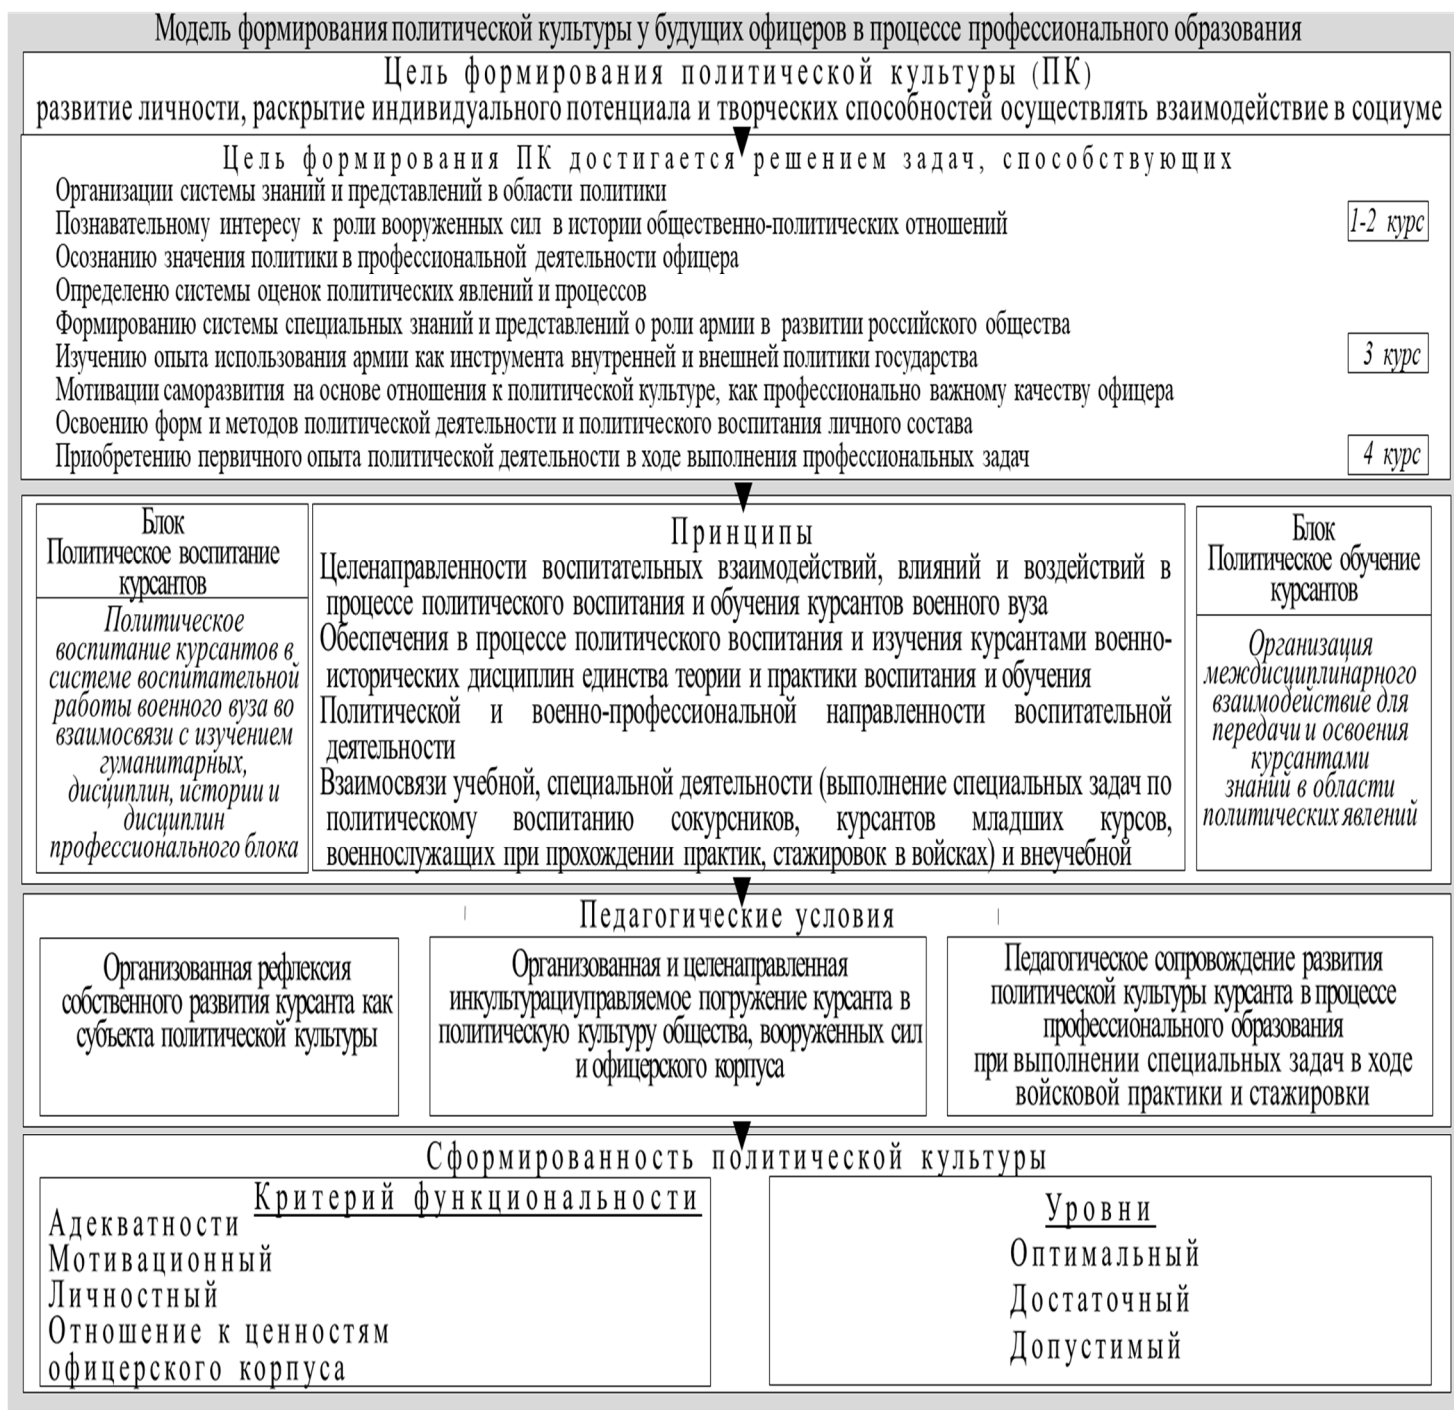 Модель формирования политической культуры у будущих офицеров в процессе профессионального образования
Цель формирования политической культуры (ПК)
развитие личности, раскрытие индивидуального потенциала и творческих способностей осуществлять взаимодействие в социуме
Цель формирования ПК достигается решением задач, способствующих
Организации системы знаний и представлений в области политики
Познавательному интересу к роли вооруженных сил в истории общественно-политических отношений
1-2 курс
Осознанию значения политики в профессиональной деятельности офицера
Определеню системы оценок политических явлений и процессов
Формированию системы специальных знаний и представлений о роли армии в развитии российского общества
Изучению опыта использования армии как инструмента внутренней и внешней политики государства
3 курс
Мотивации саморазвития на основе отношения к политической культуре, как профессионально важному качеству офицера
Освоению форм и методов политической деятельности и политического воспитания личного состава
Приобретению первичного опыта политической деятельности в ходе выполнения профессиональных задач
4 курс
Блок
Политическое воспитание
курсантов
Политическое
воспитание курсантов в
системе воспитательной
работы военного вуза во
взаимосвязи с изучением
гуманитарных,
дисциплин, истории и
дисциплин
профессионального блока
Принципы
Целенаправленности воспитательных взаимодействий, влияний и воздействий в
процессе политического воспитания и обучения курсантов военного вуза
Обеспечения в процессе политического воспитания и изучения курсантами военно-
исторических дисциплин единства теории и практики воспитания и обучения
Политической и военно-профессиональной направленности воспитательной
деятельности
Взаимосвязи учебной, специальной деятельности (выполнение специальных задач по
политическому воспитанию сокурсников, курсантов младших курсов,
военнослужащих при прохождении практик, стажировок в войсках) и внеучебной
Блок
Политическое обучение
курсантов
Организация
междисциплинарного
взаимодействие для
передачи и освоения
курсантами
знаний в области
политических явлений
Педагогические условия
Организованная рефлексия
собственного развития курсанта как
субъекта политической культуры
Организованная и целенаправленная
инкультурациуправляемое погружение курсанта в
политическую культуру общества, вооруженных сил
и офицерского корпуса
Педагогическое сопровождение развития
политической культуры курсанта в процессе
профессионального образования
при выполнении специальных задач в ходе
войсковой практики и стажировки
Сформированность политической культуры
Критерий функциональности
Адекватности
Мотивационный
Личностный
Отношение к ценностям
офицерского корпуса
Уровни
Оптимальный
Достаточный
Допустимый